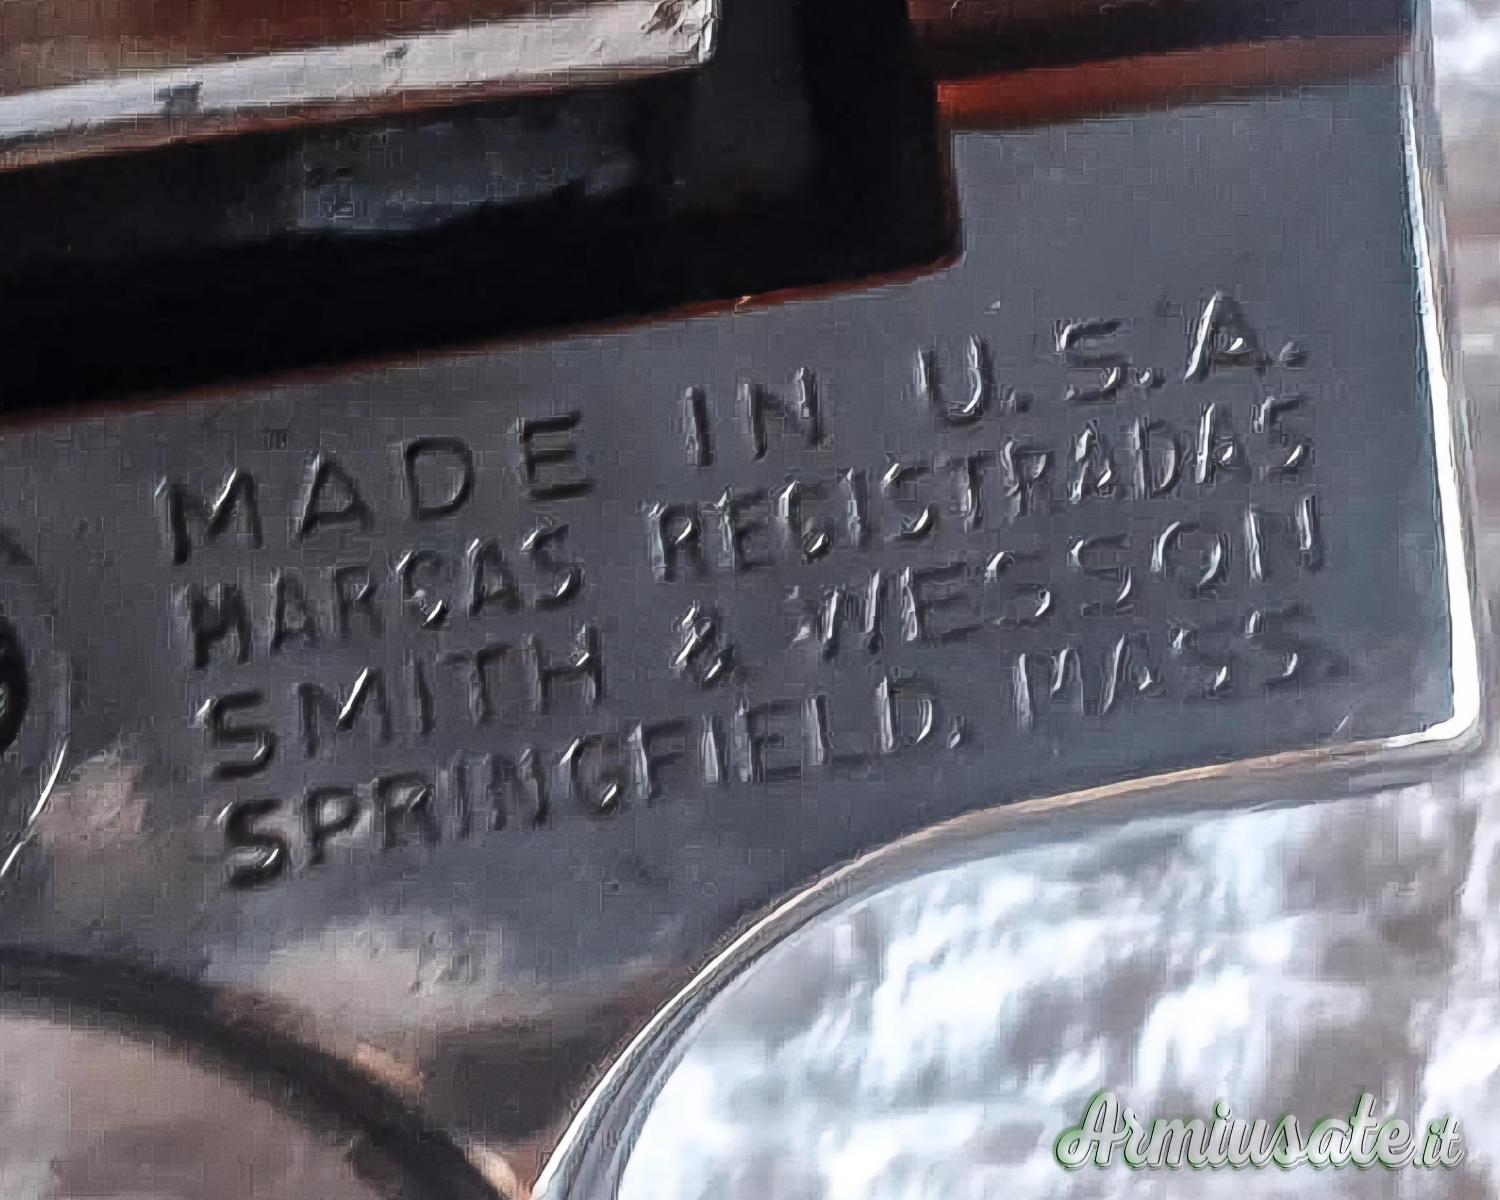 MADE IN U.S.A.
MARCAS REGISTRADAS
SMITH & WESSON
SPRINGFIELD, MASS.
Armiusate.it